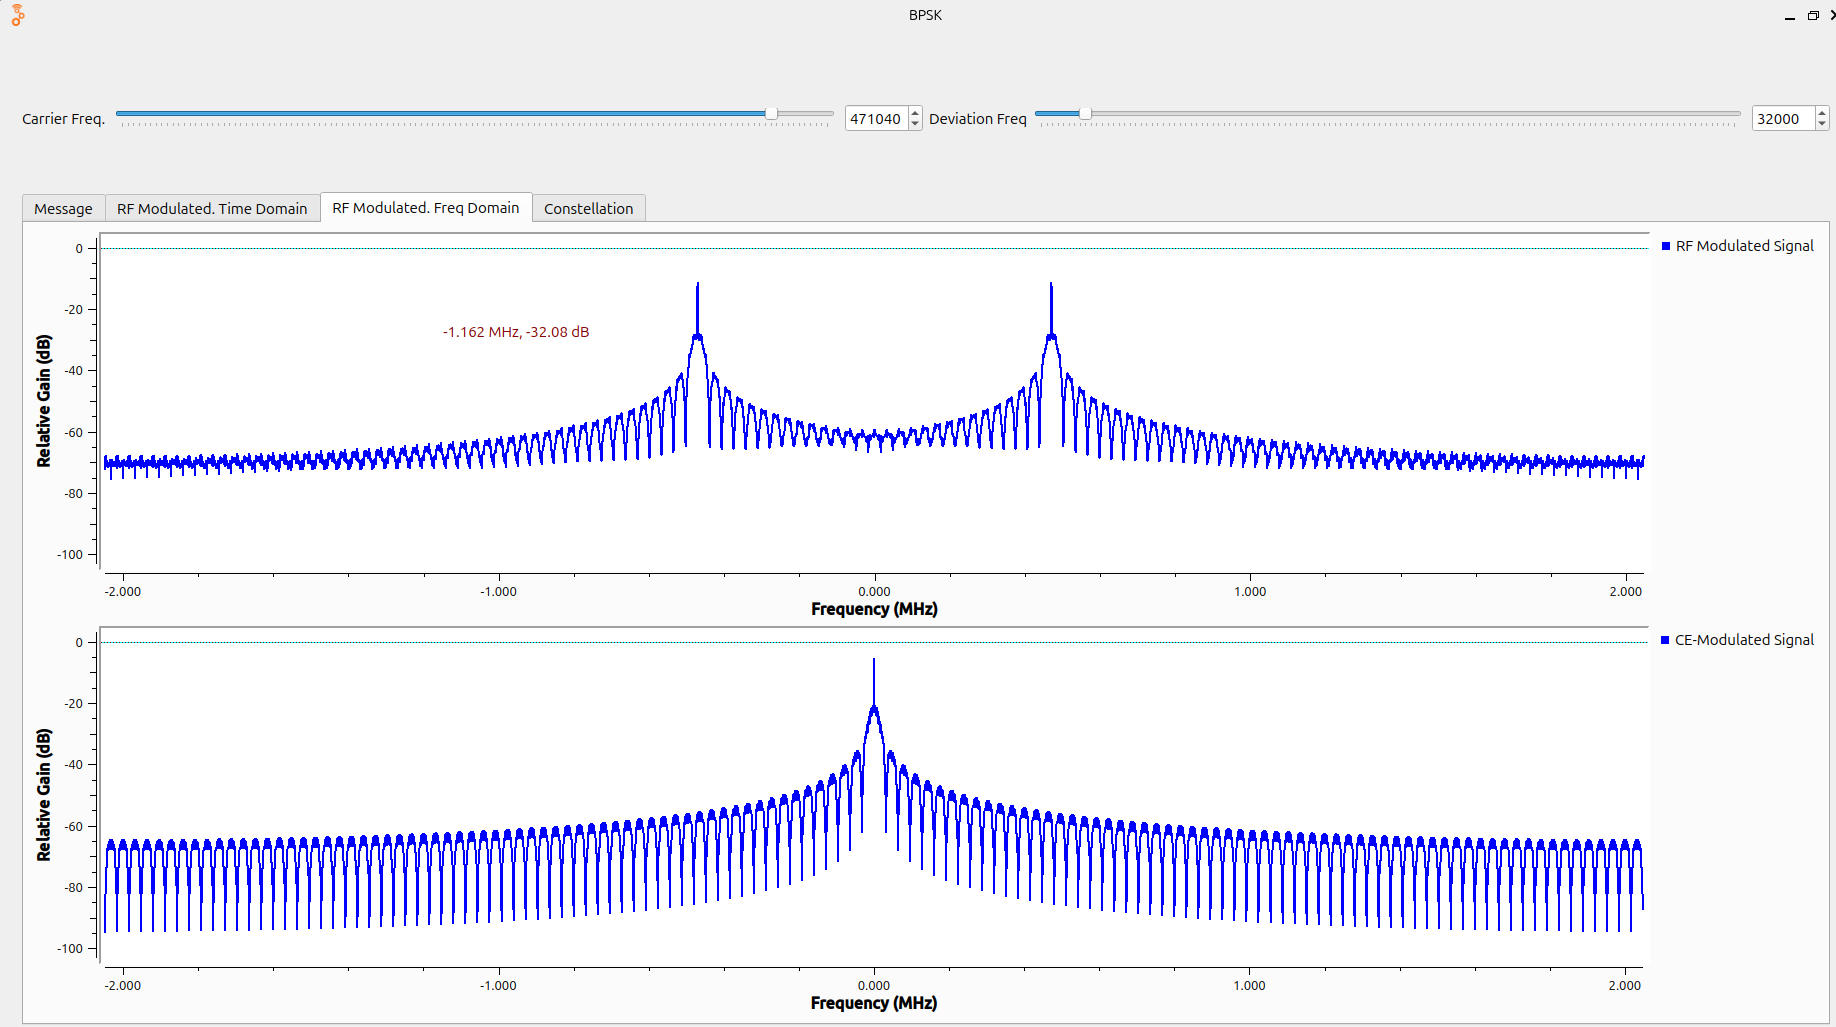 BPSK
Carrier Freq. 471040 Deviation Freq 32000
Message RF Modulated. Time Domain RF Modulated. Freq Domain Constellation
RF Modulated Signal
0
-20
-40
-60
-80
-100
Relative Gain (dB)
-1.162 MHz, -32.08 dB
-2.000 -1.000 0.000 1.000 2.000
Frequency (MHz)
CE-Modulated Signal
0
-20
-40
-60
-80
-100
Relative Gain (dB)
-2.000 -1.000 0.000 1.000 2.000
Frequency (MHz)